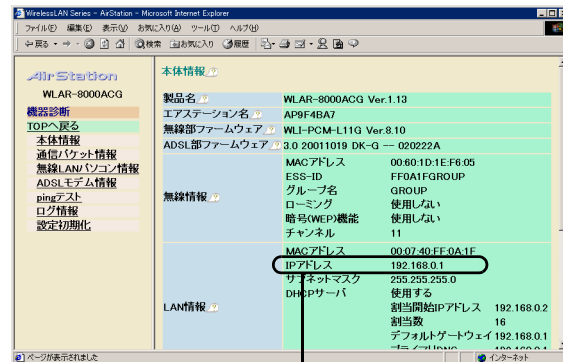 WirelessLAN Series - AirStation - Microsoft Internet Explorer
ファイル(F) 編集(E) 表示(V) お気に入り(A) ツール(T) ヘルプ(H)
戻る 検索 お気に入り 履歴
AirStation
WLAR-8000ACG
機器診断
TOPへ戻る
本体情報
通信パケット情報
無線LANパソコン情報
ADSLモデム情報
pingテスト
ログ情報
設定初期化
本体情報
製品名 WLAR-8000ACG Ver.1.13
エアステーション名 AP9F4BA7
無線部ファームウェア WLI-PCM-L11G Ver.8.10
ADSL部ファームウェア 3.0 20011019 DK-G -- 020222A
無線情報
MACアドレス 00:60:1D:1E:F6:05
ESS-ID FF0A1FGROUP
グループ名 GROUP
ローミング 使用しない
暗号(WEP)機能 使用しない
チャンネル 11
LAN情報
MACアドレス 00:07:40:FF:0A:1F
IPアドレス 192.168.0.1
サブネットマスク 255.255.255.0
DHCPサーバ 使用する
割当開始IPアドレス 192.168.0.2
割当数 16
デフォルトゲートウェイ 192.168.0.1
ページが表示されました
インターネット